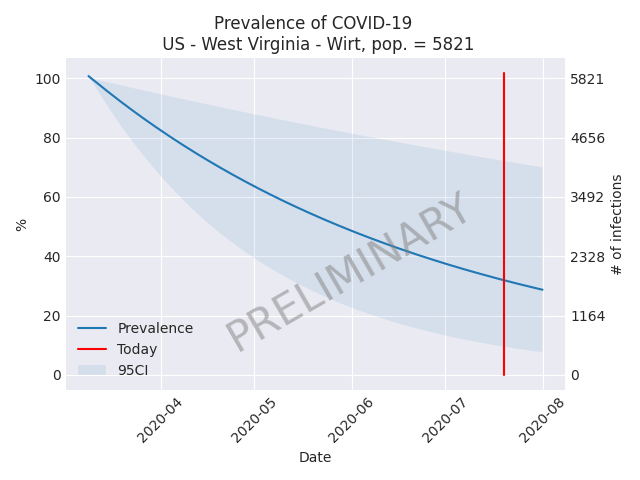 Prevalence of COVID-19
US - West Virginia - Wirt, pop. = 5821
%
100
80
60
40
20
0
5821
4656
3492
2328
1164
0
# of infections
PRELIMINARY
Prevalence
Today
95CI
2020-04
2020-05
2020-06
2020-07
2020-08
Date